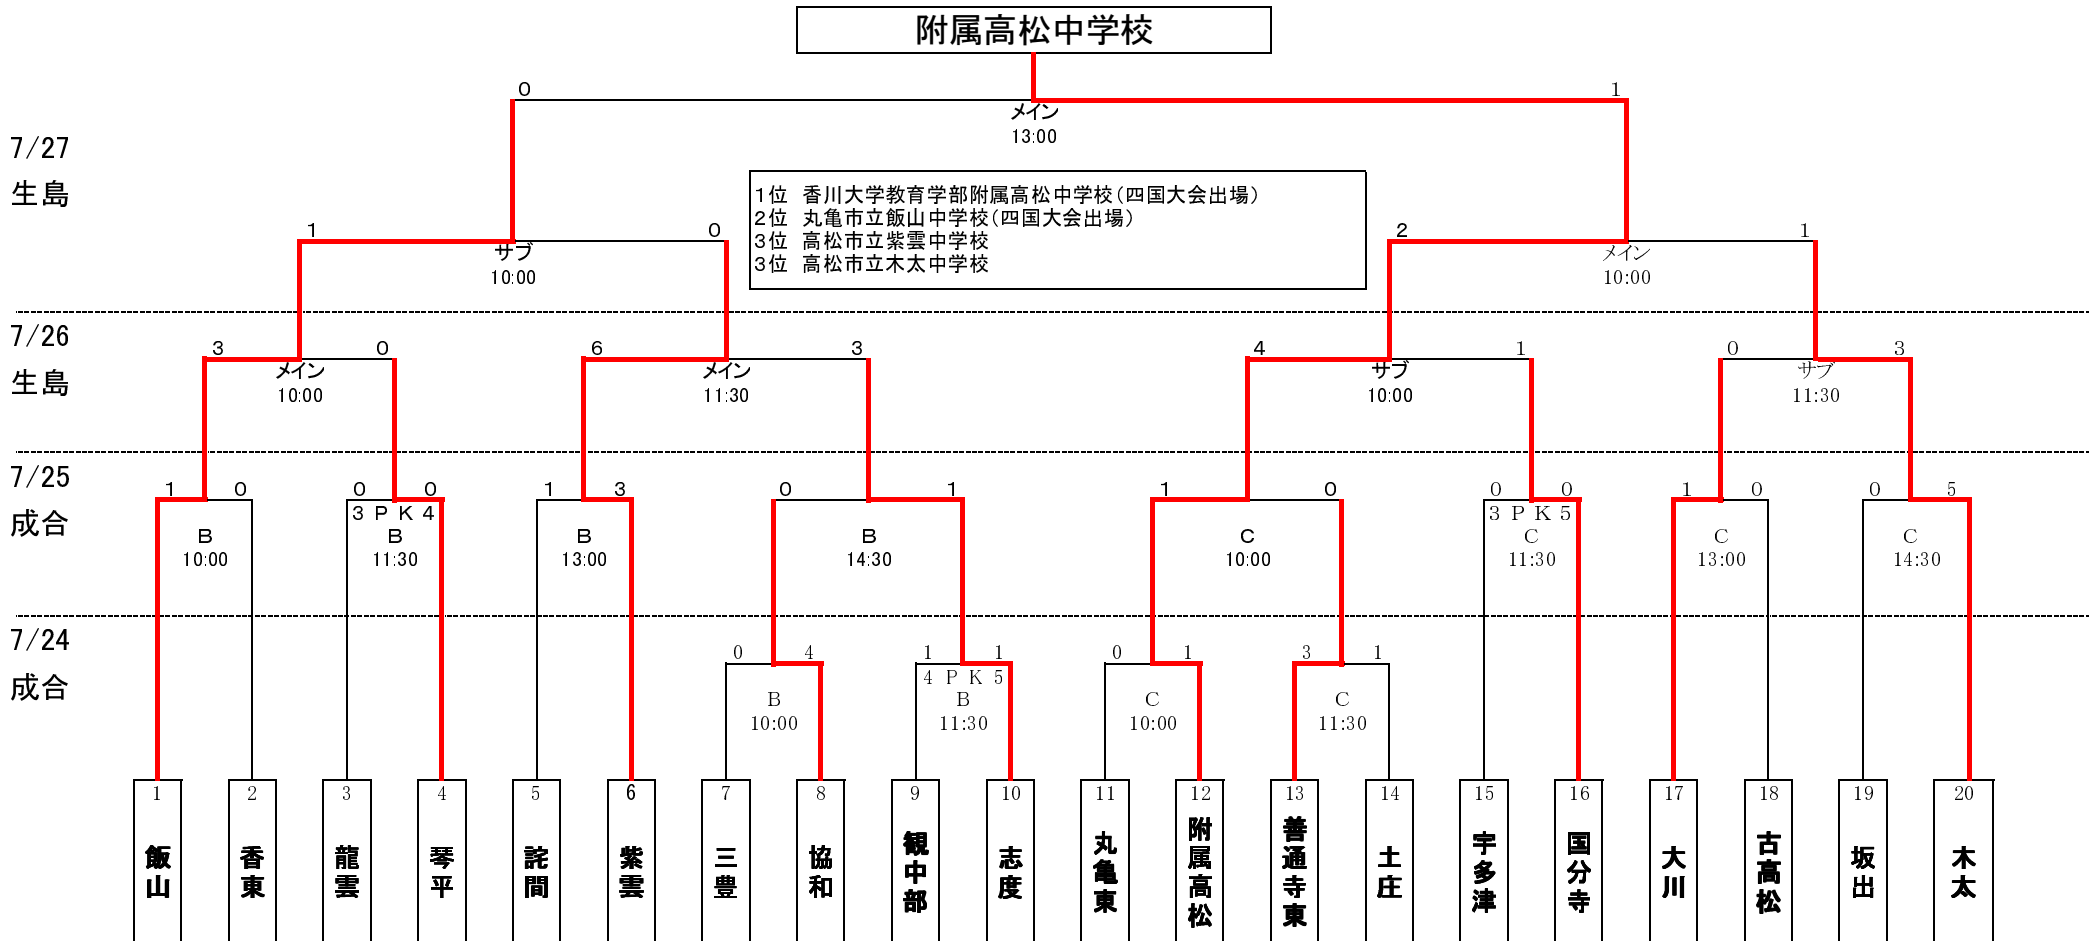 附属高松中学校
0 1
メイン
13:00
7/27
生島
1位 香川大学教育学部附属高松中学校(四国大会出場)
2位 丸亀市立飯山中学校(四国大会出場)
3位 高松市立紫雲中学校
3位 高松市立木太中学校
1 0 2 1
サブ メイン
10:00 10:00
7/26
生島
3 0 6 3 4 1 0 3
メイン メイン サブ サブ
10:00 11:30 10:00 11:30
7/25
成合
1 0 0 0 1 3 0 1 1 0 0 0 1 0 0 5
3 P K 4 3 P K 5
B B B B C C C C
10:00 11:30 13:00 14:30 10:00 11:30 13:00 14:30
7/24
成合
0 4 1 1 0 1 3 1
4 P K 5
B B C C
10:00 11:30 10:00 11:30
1 2 3 4 5 6 7 8 9 10 11 12 13 14 15 16 17 18 19 20
飯山
香東
龍雲
琴平
詫間
紫雲
三豊
協和
観中部
志度
丸亀東
附属高松
善通寺東
土庄
宇多津
国分寺
大川
古高松
坂出
木太